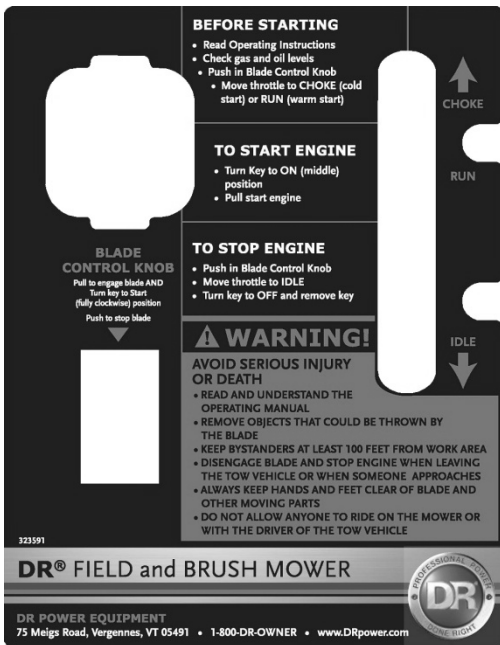 BEFORE STARTING
• Read Operating Instructions
• Check gas and oil levels
• Push in Blade Control Knob
• Move throttle to CHOKE (cold
start) or RUN (warm start)
CHOKE
RUN
TO START ENGINE
• Turn Key to ON (middle)
position
• Pull start engine
BLADE
CONTROL KNOB
Pull to engage blade AND
Turn key to Start
(fully clockwise) position
Push to stop blade
TO STOP ENGINE
• Push in Blade Control Knob
• Move throttle to IDLE
• Turn key to OFF and remove key
IDLE
WARNING!
AVOID SERIOUS INJURY
OR DEATH
• READ AND UNDERSTAND THE
OPERATING MANUAL
• REMOVE OBJECTS THAT COULD BE THROWN BY
THE BLADE
• KEEP BYSTANDERS AT LEAST 100 FEET FROM WORK AREA
• DISENGAGE BLADE AND STOP ENGINE WHEN LEAVING
THE TOW VEHICLE OR WHEN SOMEONE APPROACHES
• ALWAYS KEEP HANDS AND FEET CLEAR OF BLADE AND
OTHER MOVING PARTS
• DO NOT ALLOW ANYONE TO RIDE ON THE MOWER OR
WITH THE DRIVER OF THE TOW VEHICLE
323591
DR® FIELD and BRUSH MOWER
PROFESSIONAL POWER
DR
DONE RIGHT
DR POWER EQUIPMENT
75 Meigs Road, Vergennes, VT 05491 • 1-800-DR-OWNER • www.DRpower.com